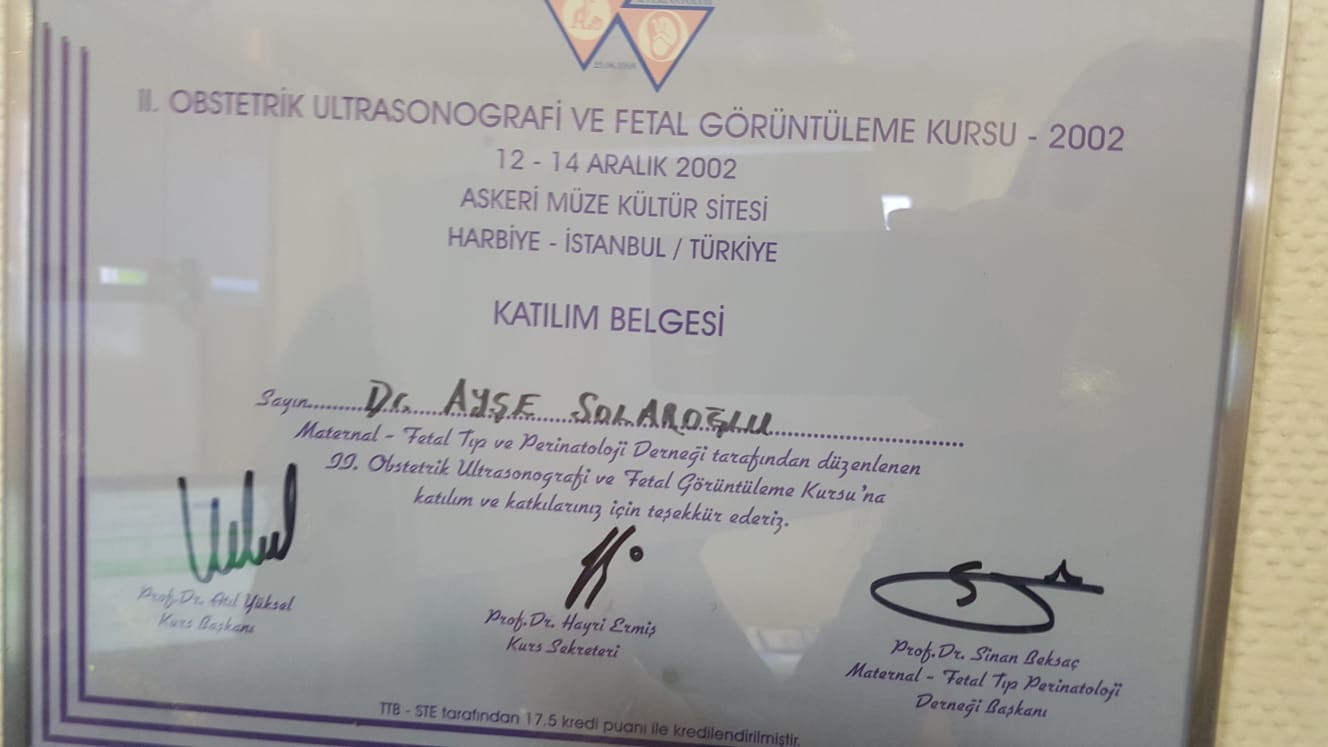 II. OBSTETRİK ULTRASONOGRAFİ VE FETAL GÖRÜNTÜLEME KURSU - 2002
12 - 14 ARALIK 2002
ASKERİ MÜZE KÜLTÜR SİTESİ
HARBİYE - İSTANBUL / TÜRKİYE
KATILIM BELGESİ
Sayın Dr. AYŞE SOLAROĞLU
Maternal - Fetal Tıp ve Perinatoloji Derneği tarafından düzenlenen
II. Obstetrik Ultrasonografi ve Fetal Görüntüleme Kursu'na
katılım ve katkılarınız için teşekkür ederiz.
Prof.Dr. Atıl Yüksel
Kurs Başkanı
Prof.Dr. Hayri Ermiş
Kurs Sekreteri
Prof.Dr. Sinan Beksaç
Maternal - Fetal Tıp Perinatoloji
Derneği Başkanı
TTB - STE tarafından 17.5 kredi puanı ile kredilendirilmiştir.